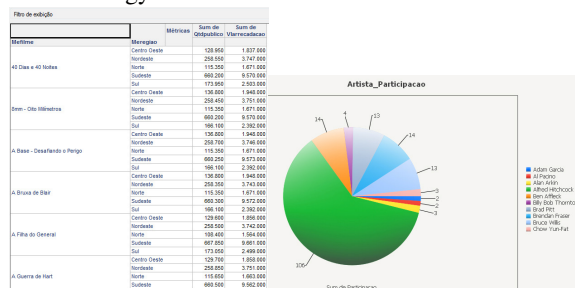 Filtro de exibição
Métricas Sum de Qtdpublico Sum de Vlarrecadacao
Mefilme Meregiao
40 Dias e 40 Noites
Centro Oeste 128.950 1.837.000
Nordeste 258.550 3.747.000
Norte 115.350 1.671.000
Sudeste 660.200 9.570.000
Sul 173.950 2.503.000
8mm - Oito Milímetros
Centro Oeste 136.800 1.948.000
Nordeste 258.450 3.751.000
Norte 115.350 1.671.000
Sudeste 660.200 9.570.000
Sul 166.100 2.392.000
A Base - Desafiando o Perigo
Centro Oeste 136.800 1.946.000
Nordeste 258.700 3.746.000
Norte 115.350 1.671.000
Sudeste 660.250 9.573.000
Sul 166.100 2.392.000
A Bruxa de Blair
Centro Oeste 136.800 1.948.000
Nordeste 258.350 3.743.000
Norte 115.350 1.671.000
Sudeste 660.300 9.572.000
Sul 166.100 2.392.000
A Filha do General
Centro Oeste 129.600 1.856.000
Nordeste 258.500 3.742.000
Norte 108.400 1.564.000
Sudeste 667.850 9.661.000
Sul 173.050 2.499.000
A Guerra de Hart
Centro Oeste 129.700 1.858.000
Nordeste 258.850 3.751.000
Norte 115.650 1.663.000
Sudeste 660.500 9.562.000
Artista_Participacao
4
13
14
14
13
3
2
2
3
106
Adam Garcia
Al Pacino
Alan Arkin
Alfred Hitchcock
Ben Affleck
Billy Bob Thornto
Brad Pitt
Brendan Fraser
Bruce Willis
Chow Yun-Fat
Sum de Participacao